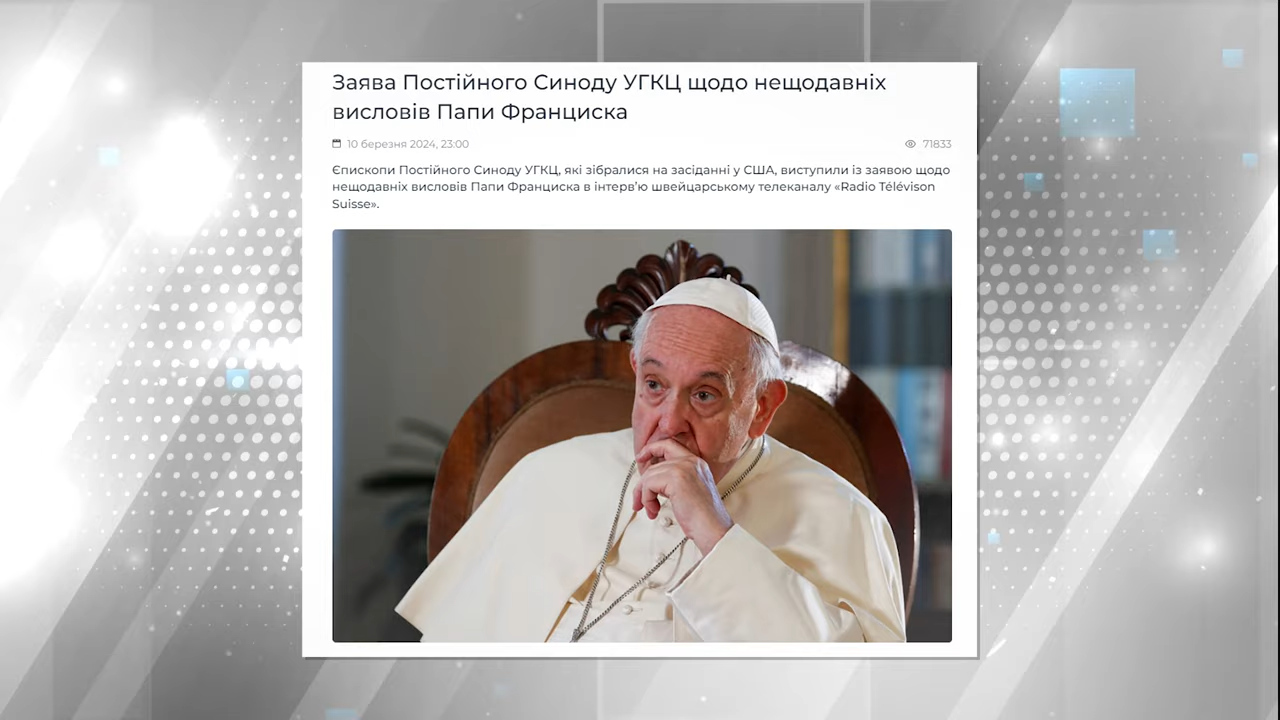 Заява Постійного Синоду УГКЦ щодо нещодавніх
висловів Папи Франциска
10 березня 2024, 23:00
71833
Єпископи Постійного Синоду УГКЦ, які зібралися на засіданні у США, виступили із заявою щодо
нещодавніх висловів Папи Франциска в інтерв’ю швейцарському телеканалу «Radio Télévison
Suisse».